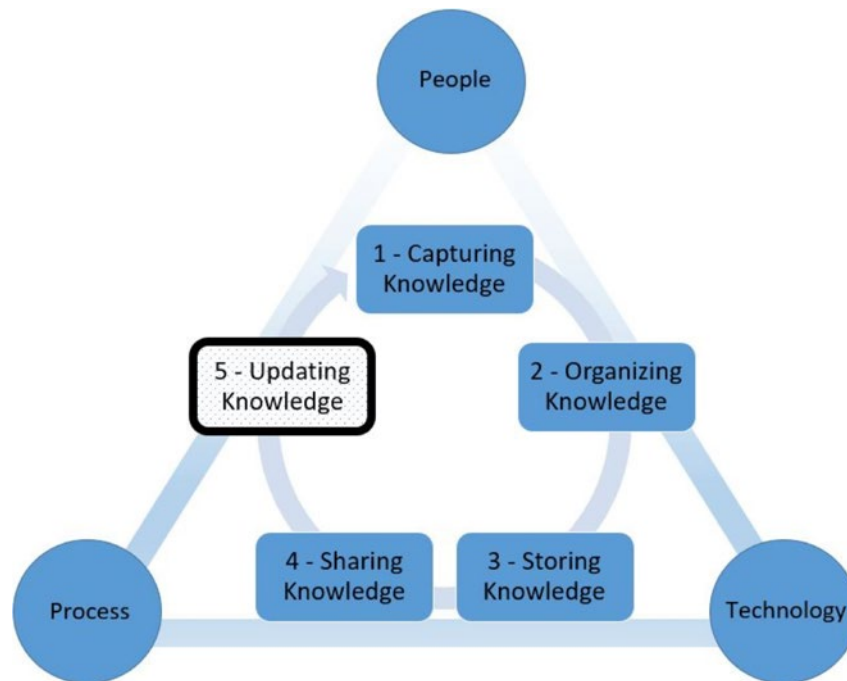 People
1 - Capturing
Knowledge
5 - Updating
Knowledge
2 - Organizing
Knowledge
4 - Sharing
Knowledge
3 - Storing
Knowledge
Process
Technology